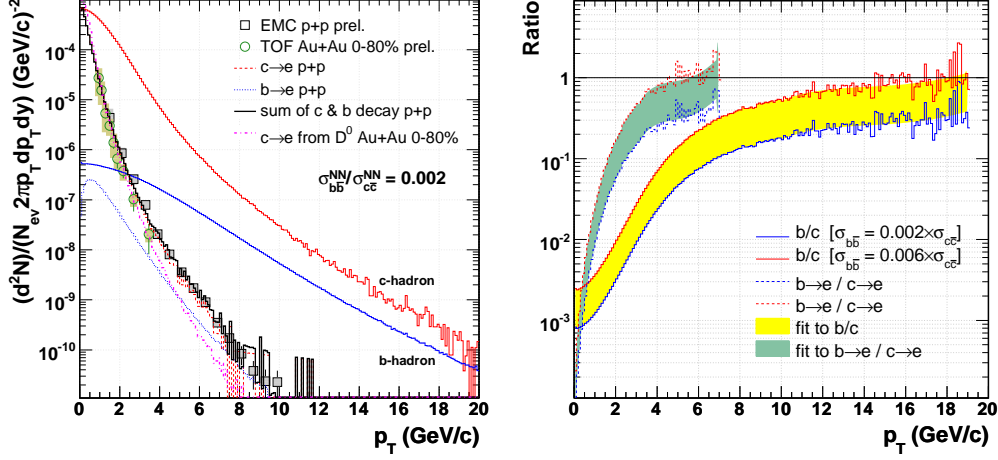 (d²N)/(N_ev 2πp_T dp_T dy) (GeV/c)⁻²
10⁻⁴
10⁻⁵
10⁻⁶
10⁻⁷
10⁻⁸
10⁻⁹
10⁻¹⁰
EMC p+p prel.
TOF Au+Au 0-80% prel.
c→e p+p
b→e p+p
sum of c & b decay p+p
c→e from D⁰ Au+Au 0-80%
σ^NN_bb̄/σ^NN_cc̄ = 0.002
c-hadron
b-hadron
0 2 4 6 8 10 12 14 16 18 20
p_T (GeV/c)
Ratio
1
10⁻¹
10⁻²
10⁻³
b/c [σ_bb̄ = 0.002×σ_cc̄]
b/c [σ_bb̄ = 0.006×σ_cc̄]
b→e / c→e
b→e / c→e
fit to b/c
fit to b→e / c→e
0 2 4 6 8 10 12 14 16 18 20
p_T (GeV/c)